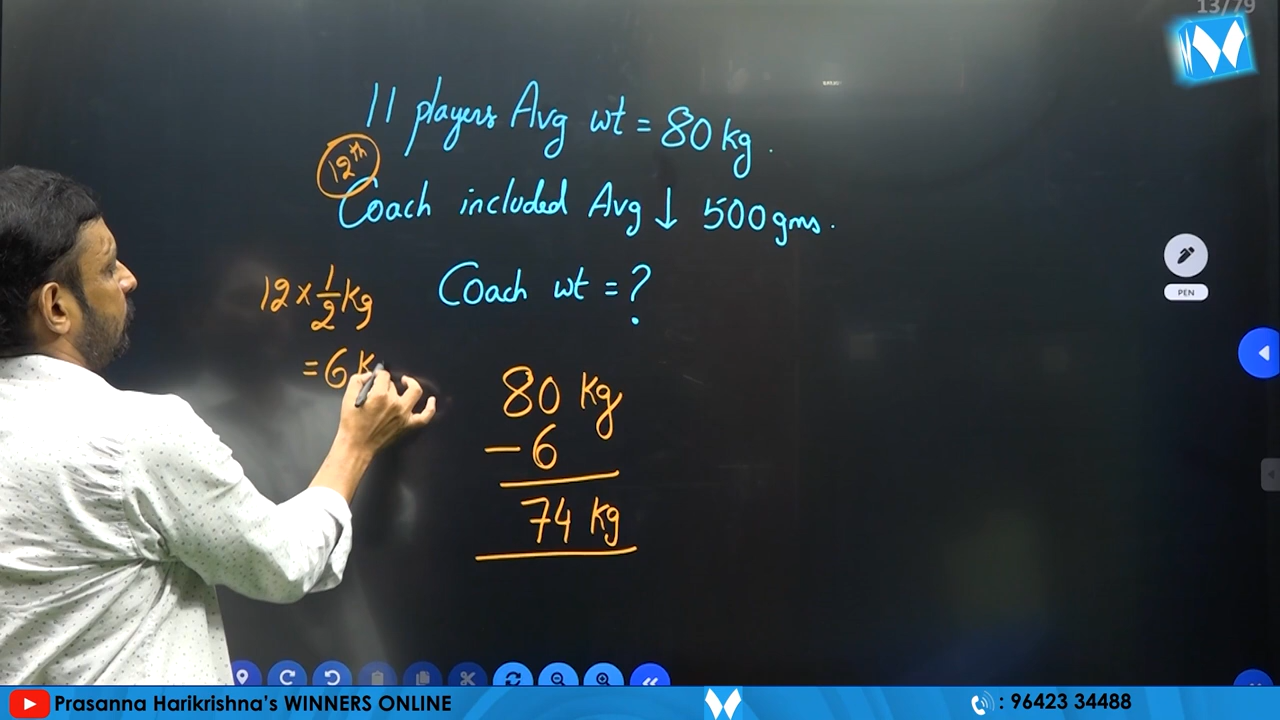 13/79
11 players Avg wt = 80 kg.
12th
Coach included Avg ↓ 500 gms.
Coach wt = ?
12 × 1/2 Kg
= 6 K
80 Kg
- 6
74 Kg
PEN
Prasanna Harikrishna's WINNERS ONLINE
: 96423 34488